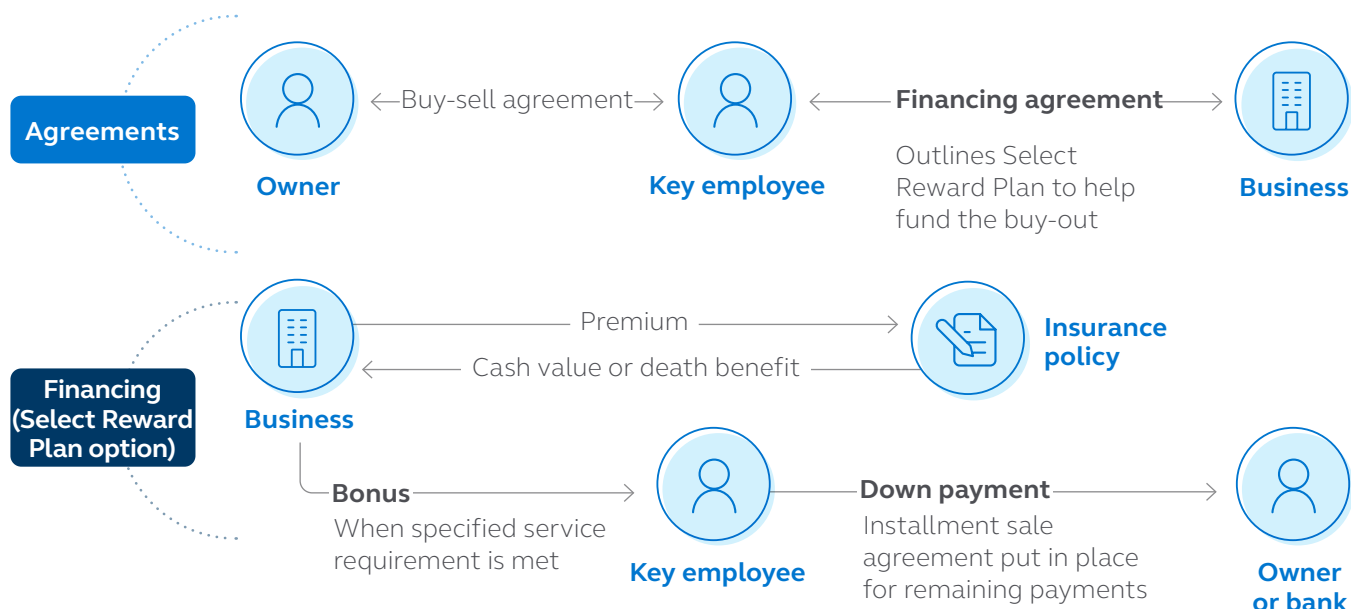 Agreements
Buy-sell agreement
Financing agreement
Outlines Select
Reward Plan to help
fund the buy-out
Owner
Key employee
Business
Financing
(Select Reward
Plan option)
Premium
Cash value or death benefit
Insurance
policy
Business
Bonus
When specified service
requirement is met
Key employee
Down payment
Installment sale
agreement put in place
for remaining payments
Owner
or bank